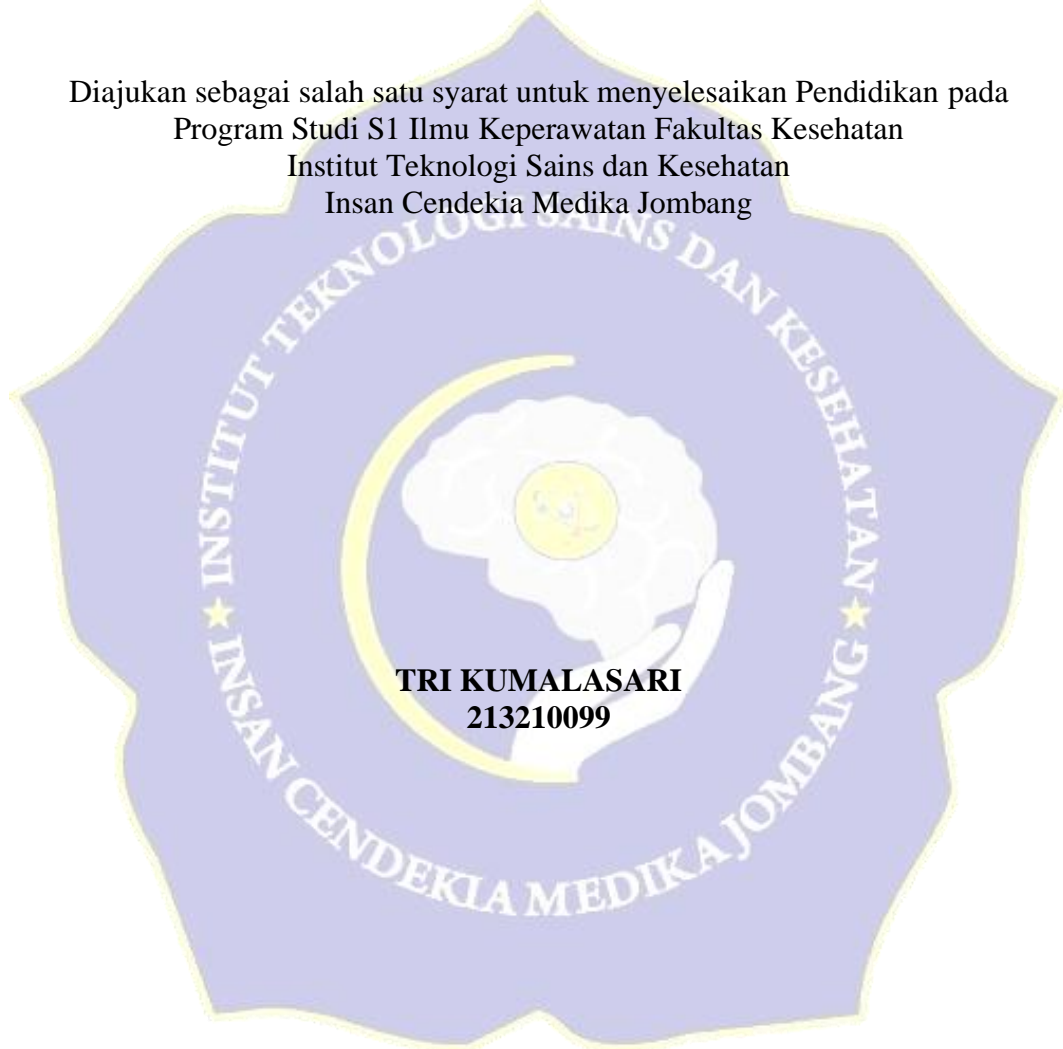 Diajukan sebagai salah satu syarat untuk menyelesaikan Pendidikan pada
Program Studi S1 Ilmu Keperawatan Fakultas Kesehatan
Institut Teknologi Sains dan Kesehatan
Insan Cendekia Medika Jombang
INSTITUT TEKNOLOGI SAINS DAN KESEHATAN
TRI KUMALASARI
213210099
★ INSAN CENDEKIA MEDIKA JOMBANG ★